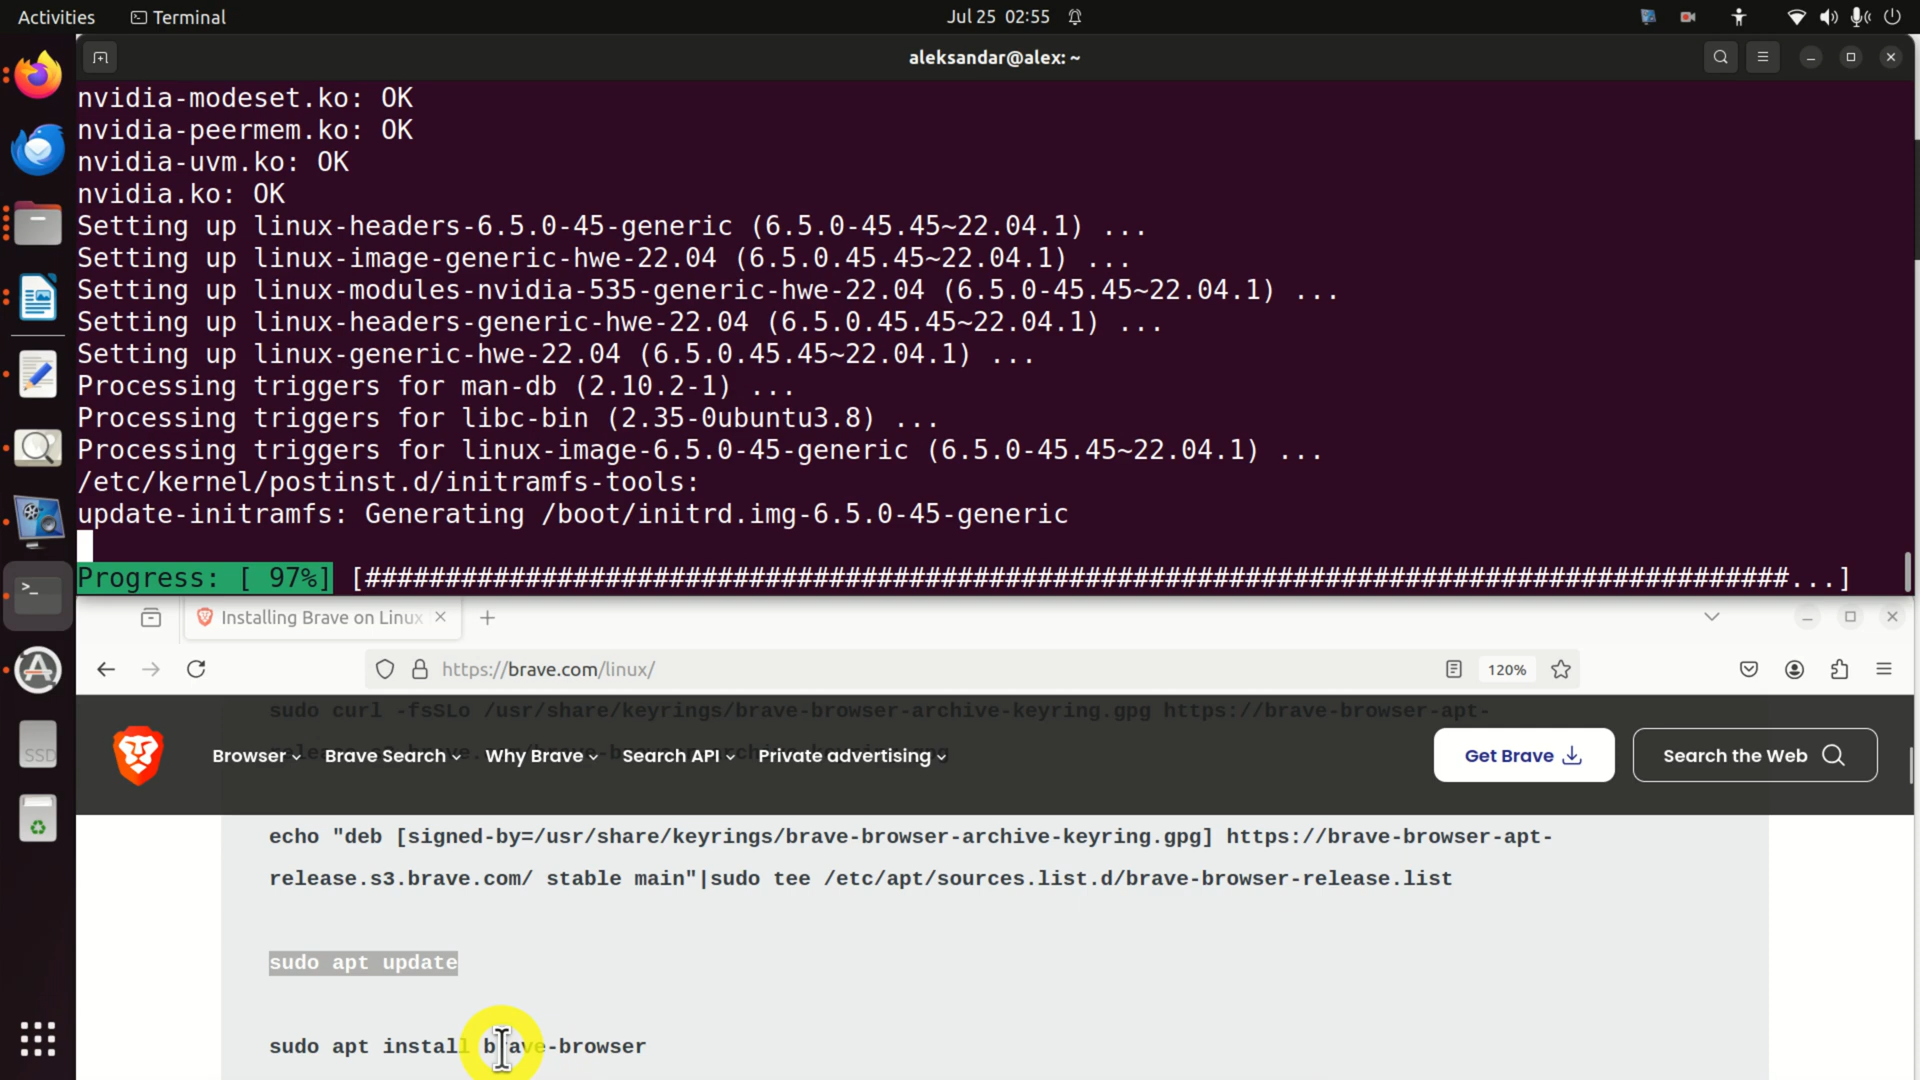 Activities
Terminal
Jul 25 02:55
aleksandar@alex: ~
nvidia-modeset.ko: OK
nvidia-peermem.ko: OK
nvidia-uvm.ko: OK
nvidia.ko: OK
Setting up linux-headers-6.5.0-45-generic (6.5.0-45.45~22.04.1) ...
Setting up linux-image-generic-hwe-22.04 (6.5.0.45.45~22.04.1) ...
Setting up linux-modules-nvidia-535-generic-hwe-22.04 (6.5.0-45.45~22.04.1) ...
Setting up linux-headers-generic-hwe-22.04 (6.5.0.45.45~22.04.1) ...
Setting up linux-generic-hwe-22.04 (6.5.0.45.45~22.04.1) ...
Processing triggers for man-db (2.10.2-1) ...
Processing triggers for libc-bin (2.35-0ubuntu3.8) ...
Processing triggers for linux-image-6.5.0-45-generic (6.5.0-45.45~22.04.1) ...
/etc/kernel/postinst.d/initramfs-tools:
update-initramfs: Generating /boot/initrd.img-6.5.0-45-generic
Progress: [ 97%] [#########################################################################################...]
Installing Brave on Linux
https://brave.com/linux/
120%
sudo curl -fsSLo /usr/share/keyrings/brave-browser-archive-keyring.gpg https://brave-browser-apt-
release.s3.brave.com/brave-browser-archive-keyring.gpg
Browser
Brave Search
Why Brave
Search API
Private advertising
Get Brave
Search the Web
echo "deb [signed-by=/usr/share/keyrings/brave-browser-archive-keyring.gpg] https://brave-browser-apt-
release.s3.brave.com/ stable main"|sudo tee /etc/apt/sources.list.d/brave-browser-release.list
sudo apt update
sudo apt install brave-browser
SSD